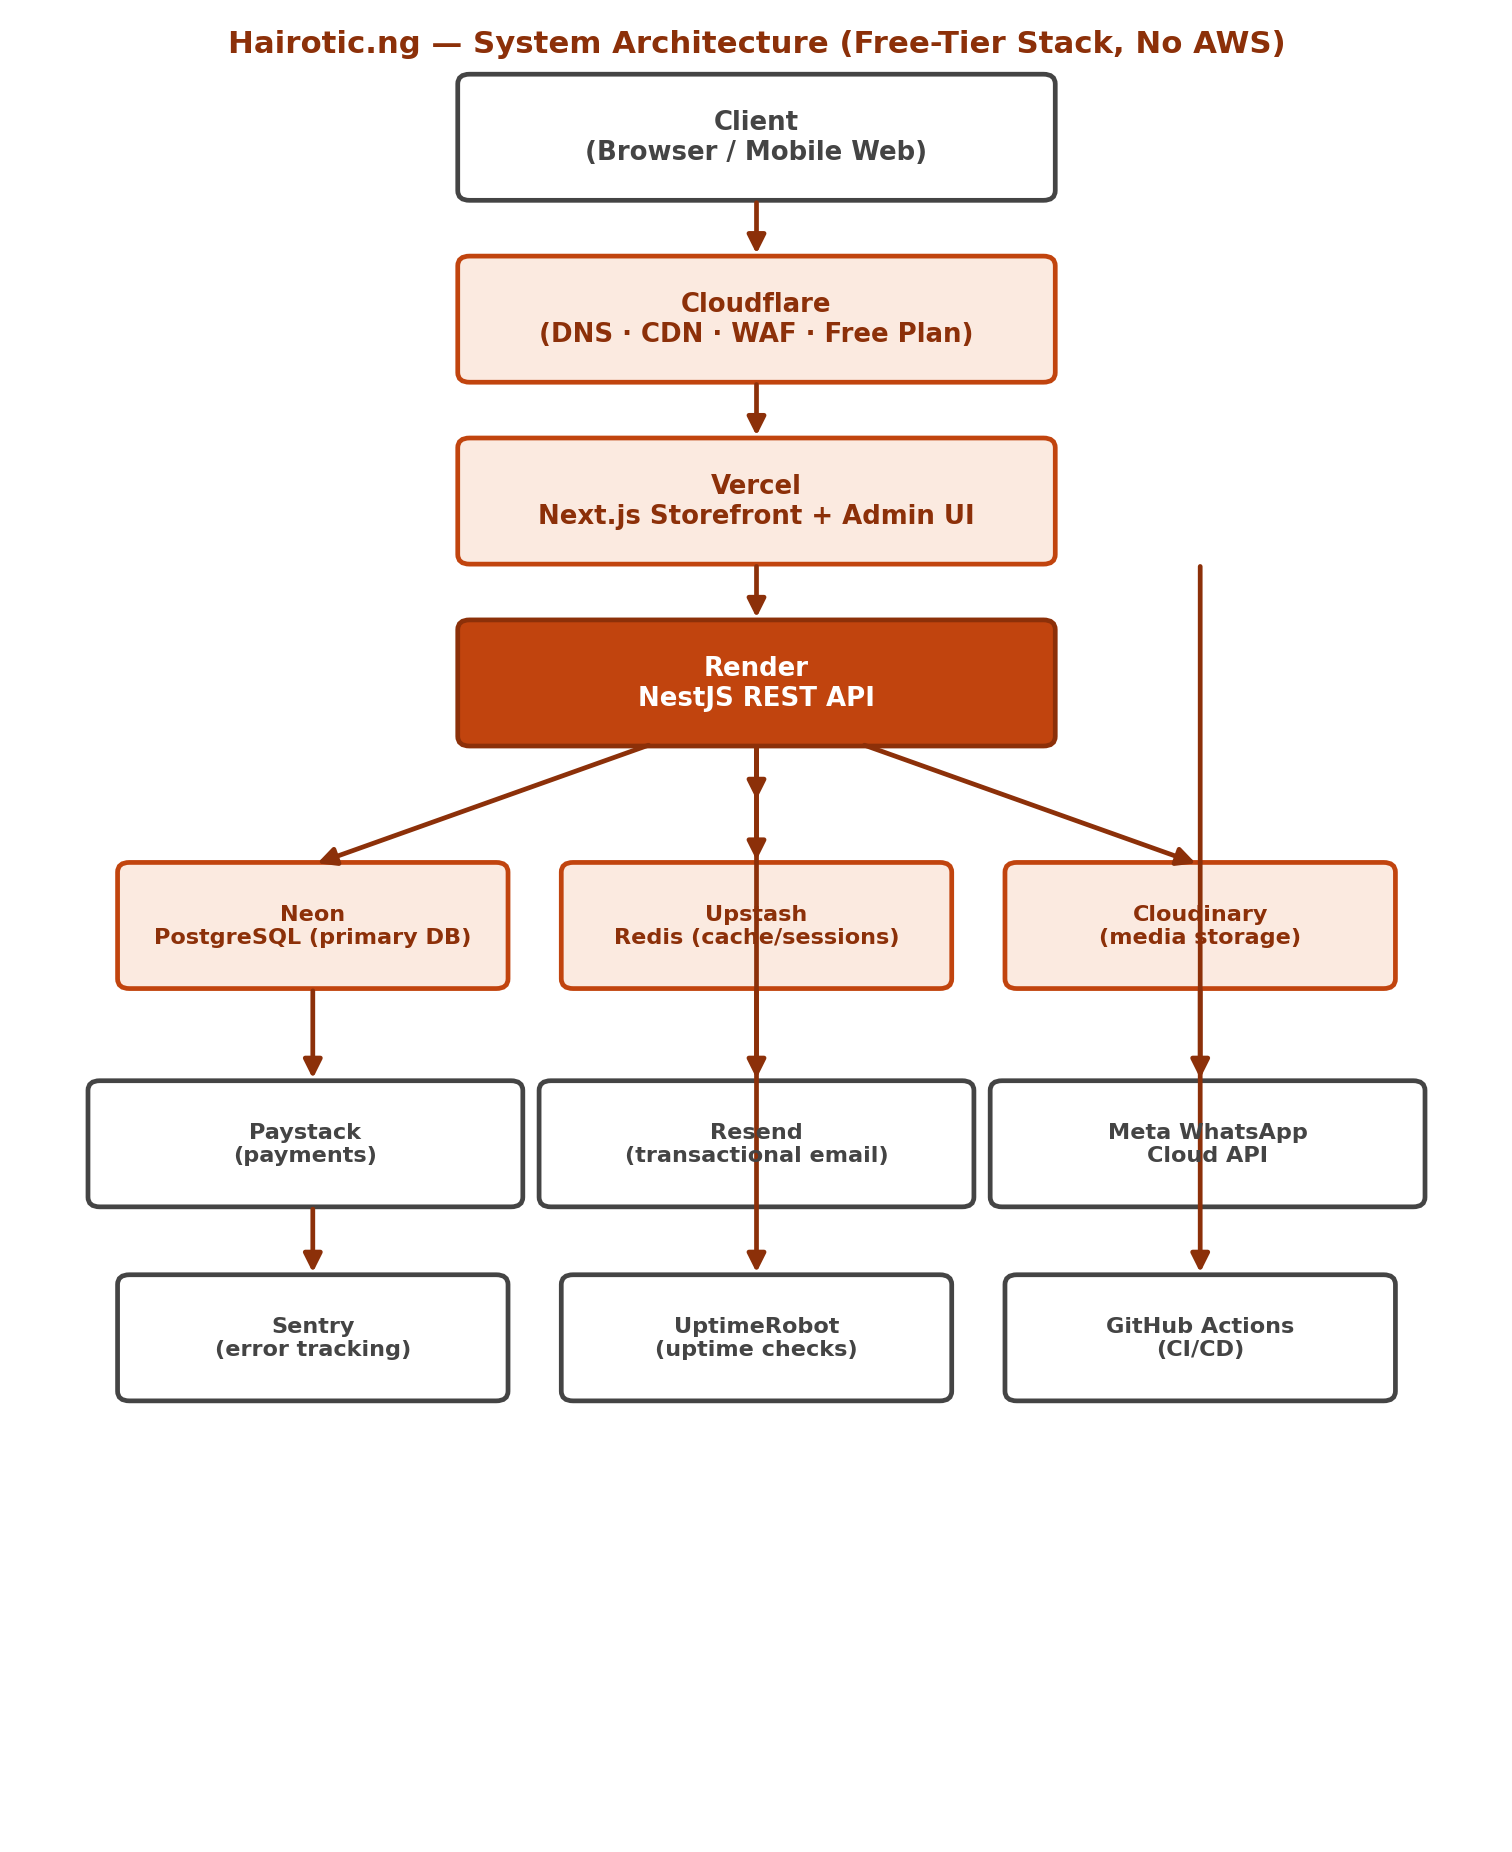 Hairotic.ng — System Architecture (Free-Tier Stack, No AWS)
Client
(Browser / Mobile Web)
Cloudflare
(DNS · CDN · WAF · Free Plan)
Vercel
Next.js Storefront + Admin UI
Render
NestJS REST API
Neon
PostgreSQL (primary DB)
Upstash
Redis (cache/sessions)
Cloudinary
(media storage)
Paystack
(payments)
Resend
(transactional email)
Meta WhatsApp
Cloud API
Sentry
(error tracking)
UptimeRobot
(uptime checks)
GitHub Actions
(CI/CD)